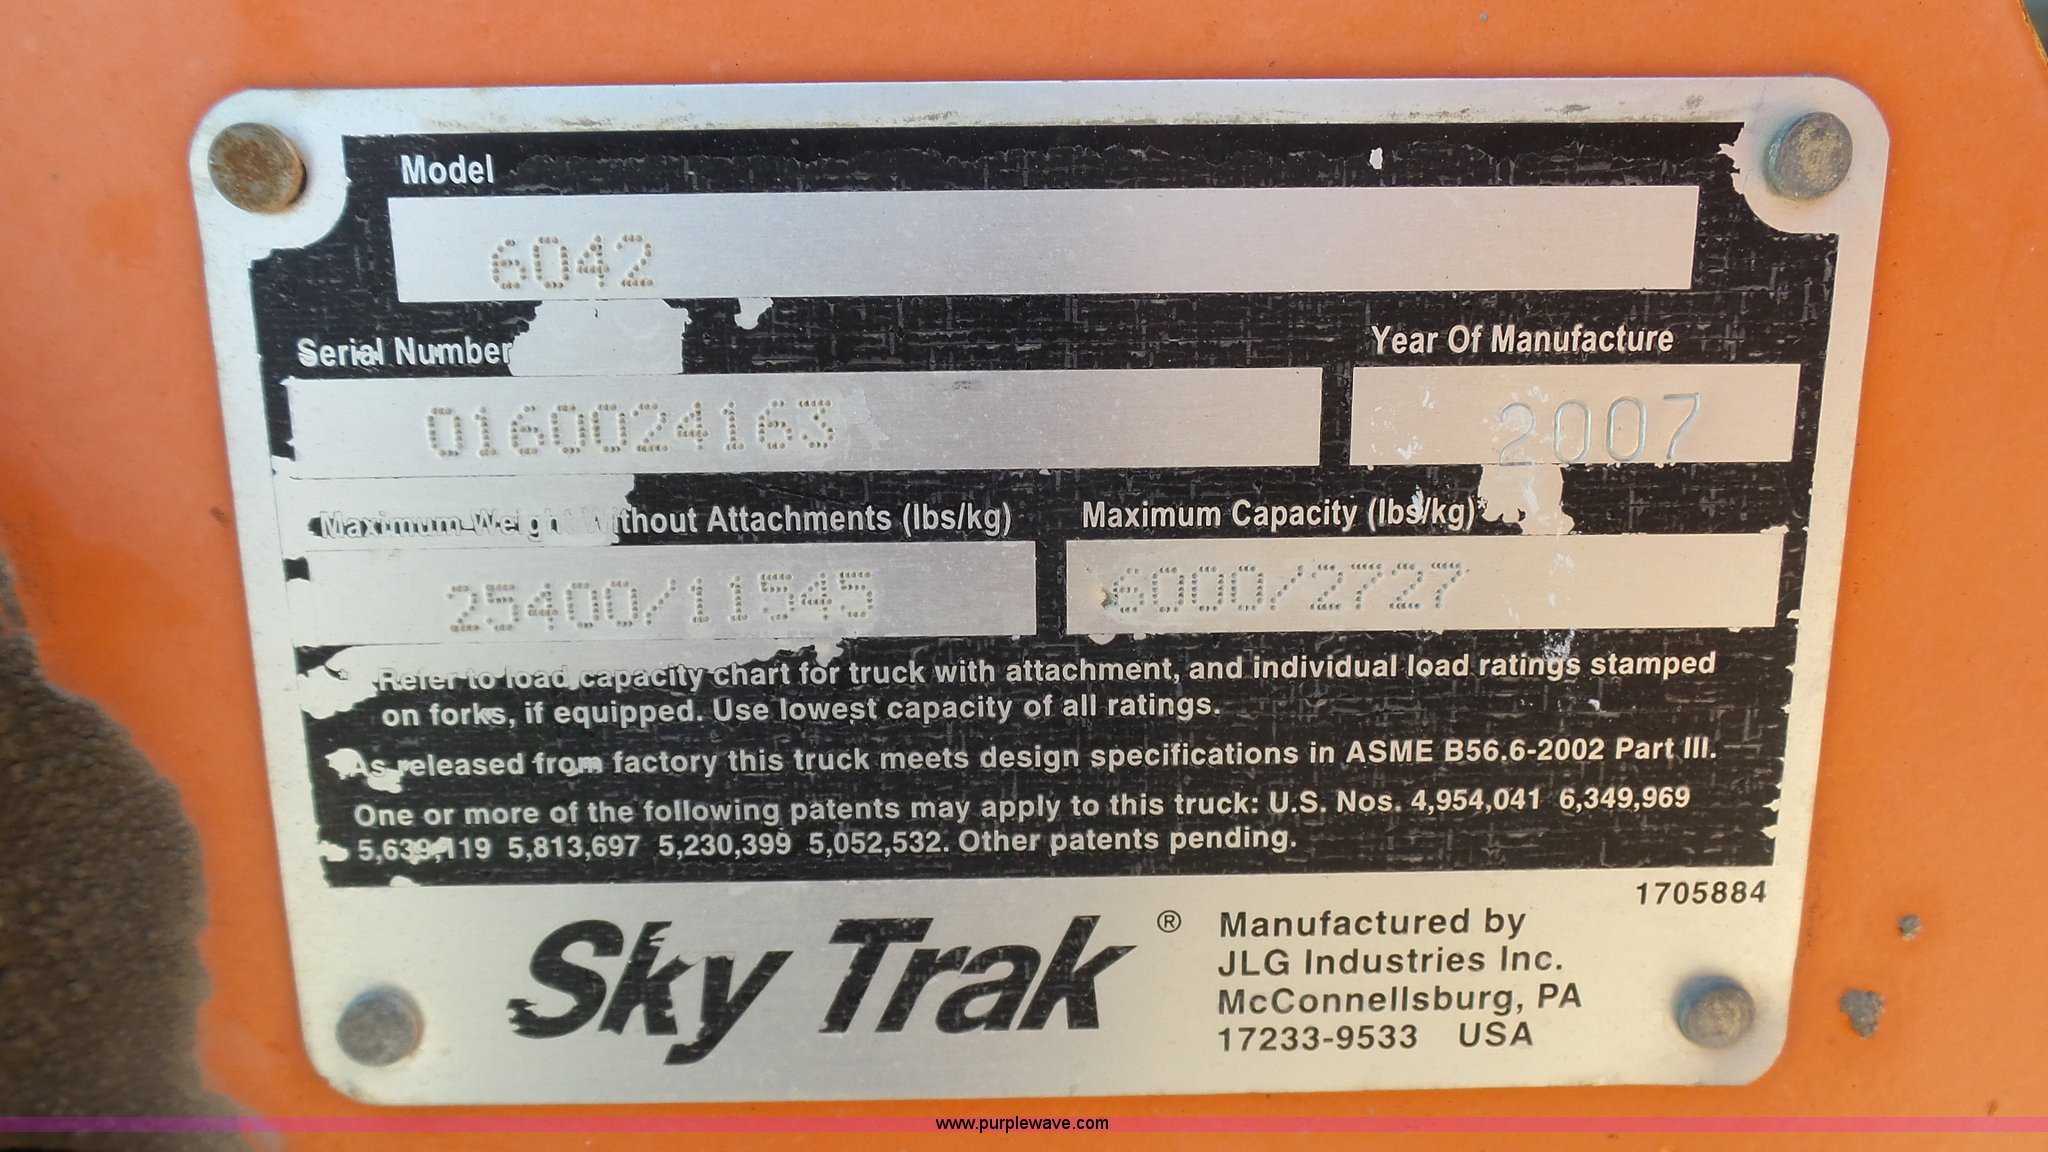 Model
6042
Serial Number
Year Of Manufacture
0160024163
2007
Maximum Weight Without Attachments (lbs/kg)
Maximum Capacity (lbs/kg)*
25400/11545
6000/2727
* Refer to load capacity chart for truck with attachment, and individual load ratings stamped
on forks, if equipped. Use lowest capacity of all ratings.
As released from factory this truck meets design specifications in ASME B56.6-2002 Part III.
One or more of the following patents may apply to this truck: U.S. Nos. 4,954,041 6,349,969
5,639,119 5,813,697 5,230,399 5,052,532. Other patents pending.
1705884
Sky Trak ®
Manufactured by
JLG Industries Inc.
McConnellsburg, PA
17233-9533 USA
www.purplewave.com